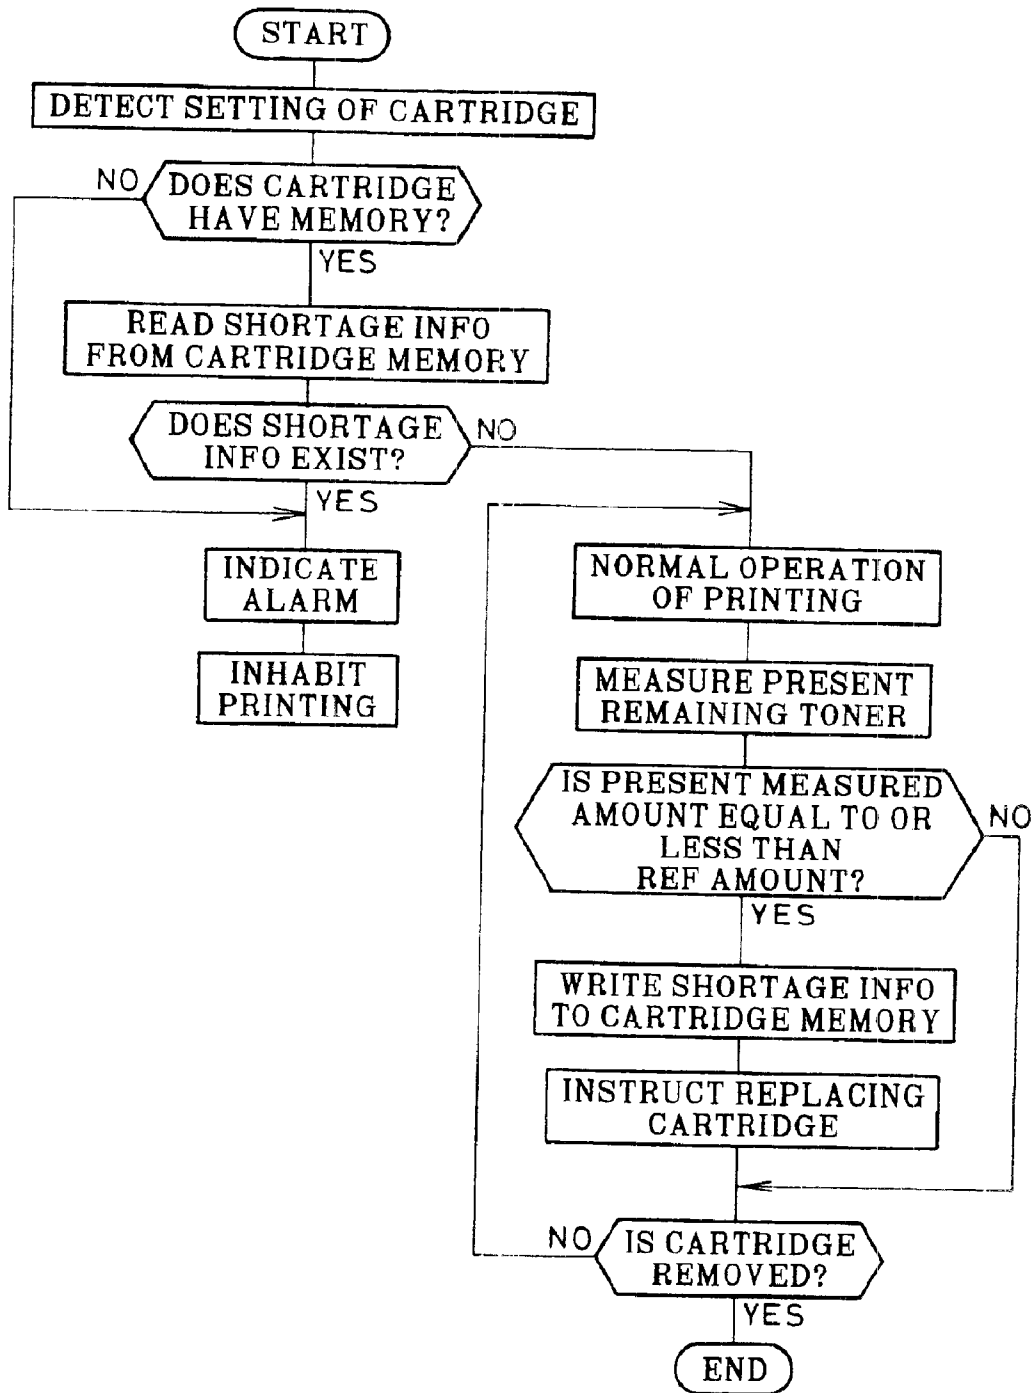 START
DETECT SETTING OF CARTRIDGE
NO
DOES CARTRIDGE
HAVE MEMORY?
YES
READ SHORTAGE INFO
FROM CARTRIDGE MEMORY
DOES SHORTAGE
INFO EXIST?
NO
YES
INDICATE
ALARM
INHABIT
PRINTING
NORMAL OPERATION
OF PRINTING
MEASURE PRESENT
REMAINING TONER
IS PRESENT MEASURED
AMOUNT EQUAL TO OR
LESS THAN
REF AMOUNT?
NO
YES
WRITE SHORTAGE INFO
TO CARTRIDGE MEMORY
INSTRUCT REPLACING
CARTRIDGE
NO
IS CARTRIDGE
REMOVED?
YES
END